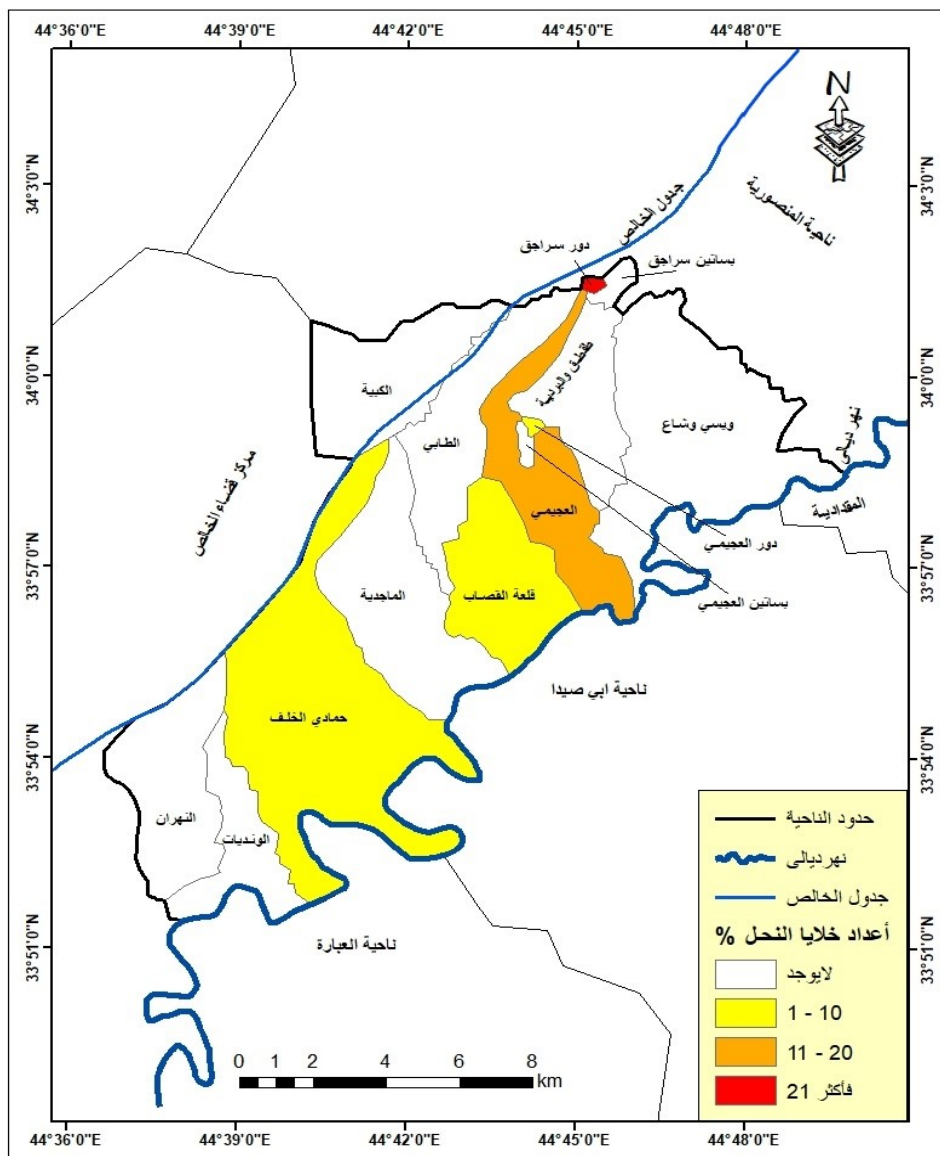 44°36'0"E 44°39'0"E 44°42'0"E 44°45'0"E 44°48'0"E
N
34°3'0"N
34°3'0"N
ناحية المنصورية
جدول الخالص
دور سراجق
بساتين سراجق
34°0'0"N
34°0'0"N
الكبية
طقطق والبردية
الطابي
ويسي وشاع
نهر ديالى
مركز قضاء الخالص
المقدادية
العجيمي
دور العجيمي
33°57'0"N
33°57'0"N
الماجدية
قلعة القصاب
بساتين العجيمي
ناحية ابي صيدا
حمادي الخلف
33°54'0"N
33°54'0"N
النهران
الونديات
حدود الناحية
نهر ديالى
جدول الخالص
أعداد خلايا النحل %
لايوجد
1 - 10
11 - 20
21 فأكثر
33°51'0"N
33°51'0"N
ناحية العبارة
0 1 2 4 6 8
km
44°36'0"E 44°39'0"E 44°42'0"E 44°45'0"E 44°48'0"E